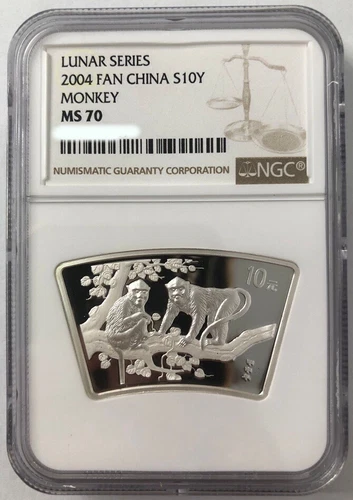 LUNAR SERIES
2004 FAN CHINA S10Y
MONKEY
MS 70
NUMISMATIC GUARANTY CORPORATION
NGC®
10元